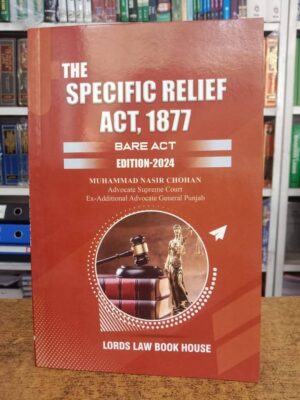 THE
SPECIFIC RELIEF
ACT, 1877
BARE ACT
EDITION-2024
MUHAMMAD NASIR CHOHAN
Advocate Supreme Court
Ex-Additional Advocate General Punjab
LORDS LAW BOOK HOUSE